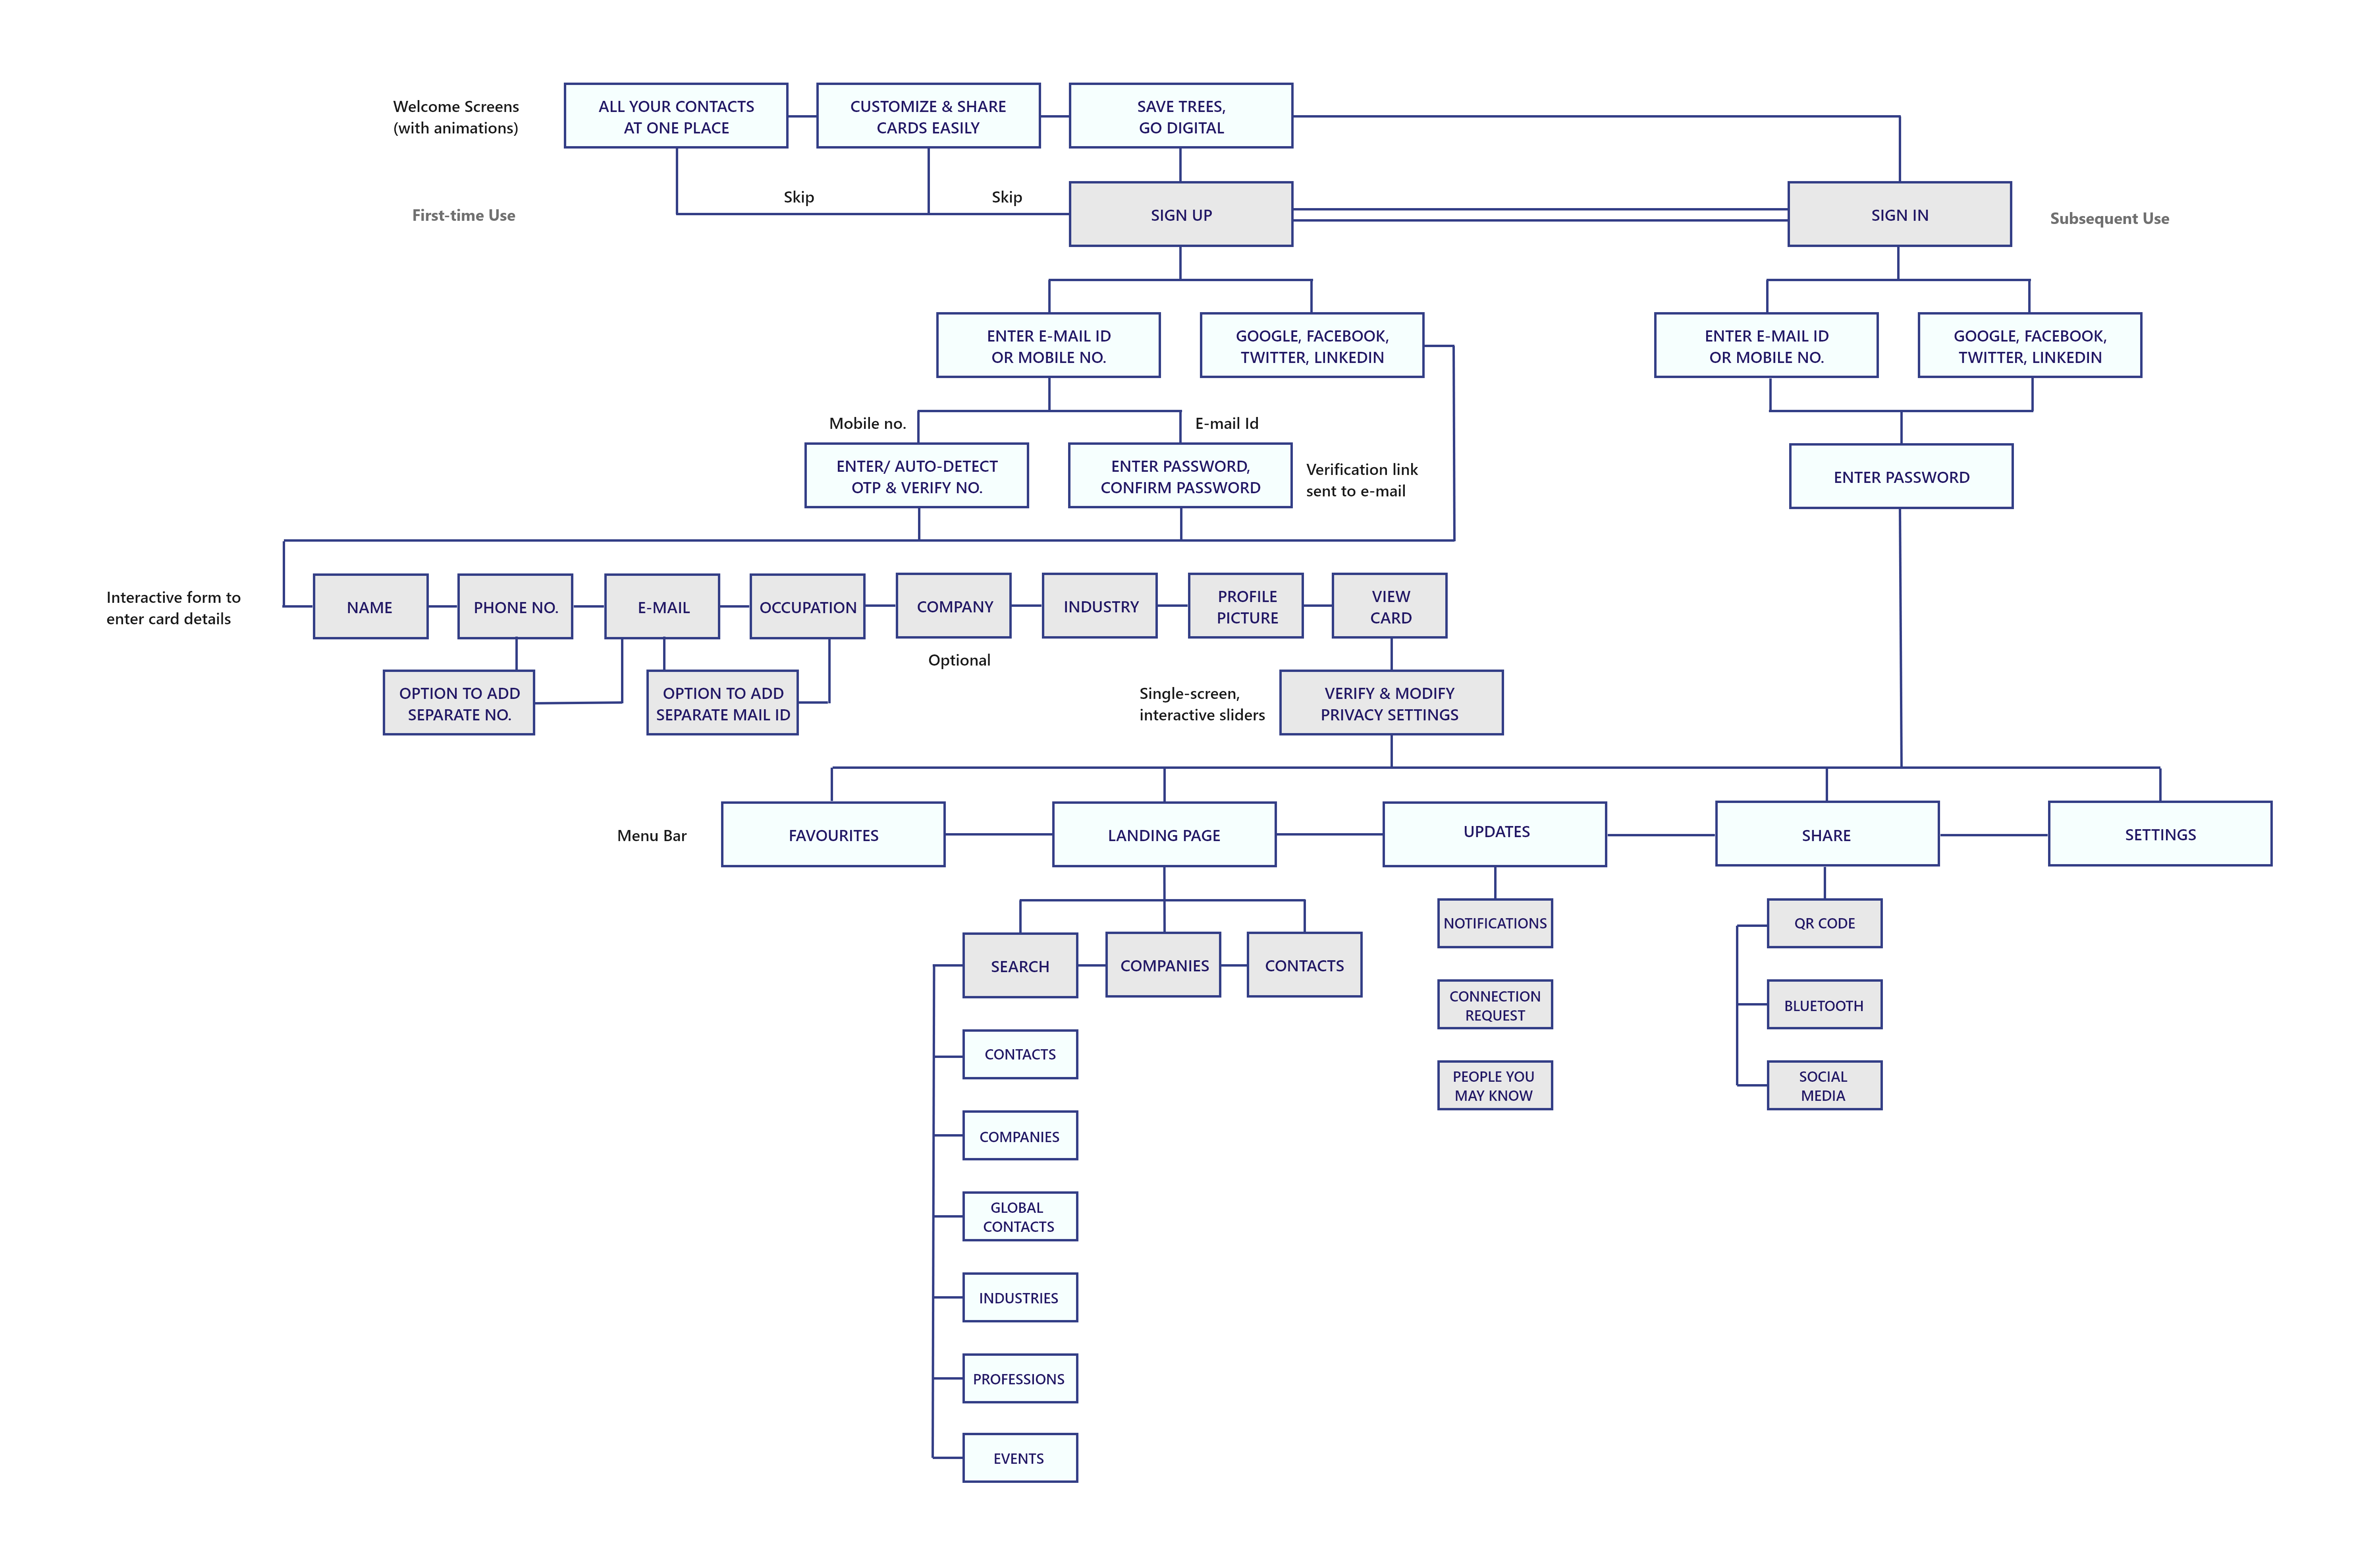 Welcome Screens
(with animations)
ALL YOUR CONTACTS
AT ONE PLACE
CUSTOMIZE & SHARE
CARDS EASILY
SAVE TREES,
GO DIGITAL
Skip
Skip
First-time Use
SIGN UP
SIGN IN
Subsequent Use
ENTER E-MAIL ID
OR MOBILE NO.
GOOGLE, FACEBOOK,
TWITTER, LINKEDIN
ENTER E-MAIL ID
OR MOBILE NO.
GOOGLE, FACEBOOK,
TWITTER, LINKEDIN
Mobile no.
E-mail Id
ENTER/ AUTO-DETECT
OTP & VERIFY NO.
ENTER PASSWORD,
CONFIRM PASSWORD
Verification link
sent to e-mail
ENTER PASSWORD
Interactive form to
enter card details
NAME
PHONE NO.
E-MAIL
OCCUPATION
COMPANY
INDUSTRY
PROFILE
PICTURE
VIEW
CARD
Optional
OPTION TO ADD
SEPARATE NO.
OPTION TO ADD
SEPARATE MAIL ID
Single-screen,
interactive sliders
VERIFY & MODIFY
PRIVACY SETTINGS
Menu Bar
FAVOURITES
LANDING PAGE
UPDATES
SHARE
SETTINGS
SEARCH
COMPANIES
CONTACTS
NOTIFICATIONS
CONNECTION
REQUEST
PEOPLE YOU
MAY KNOW
QR CODE
BLUETOOTH
SOCIAL
MEDIA
CONTACTS
COMPANIES
GLOBAL
CONTACTS
INDUSTRIES
PROFESSIONS
EVENTS